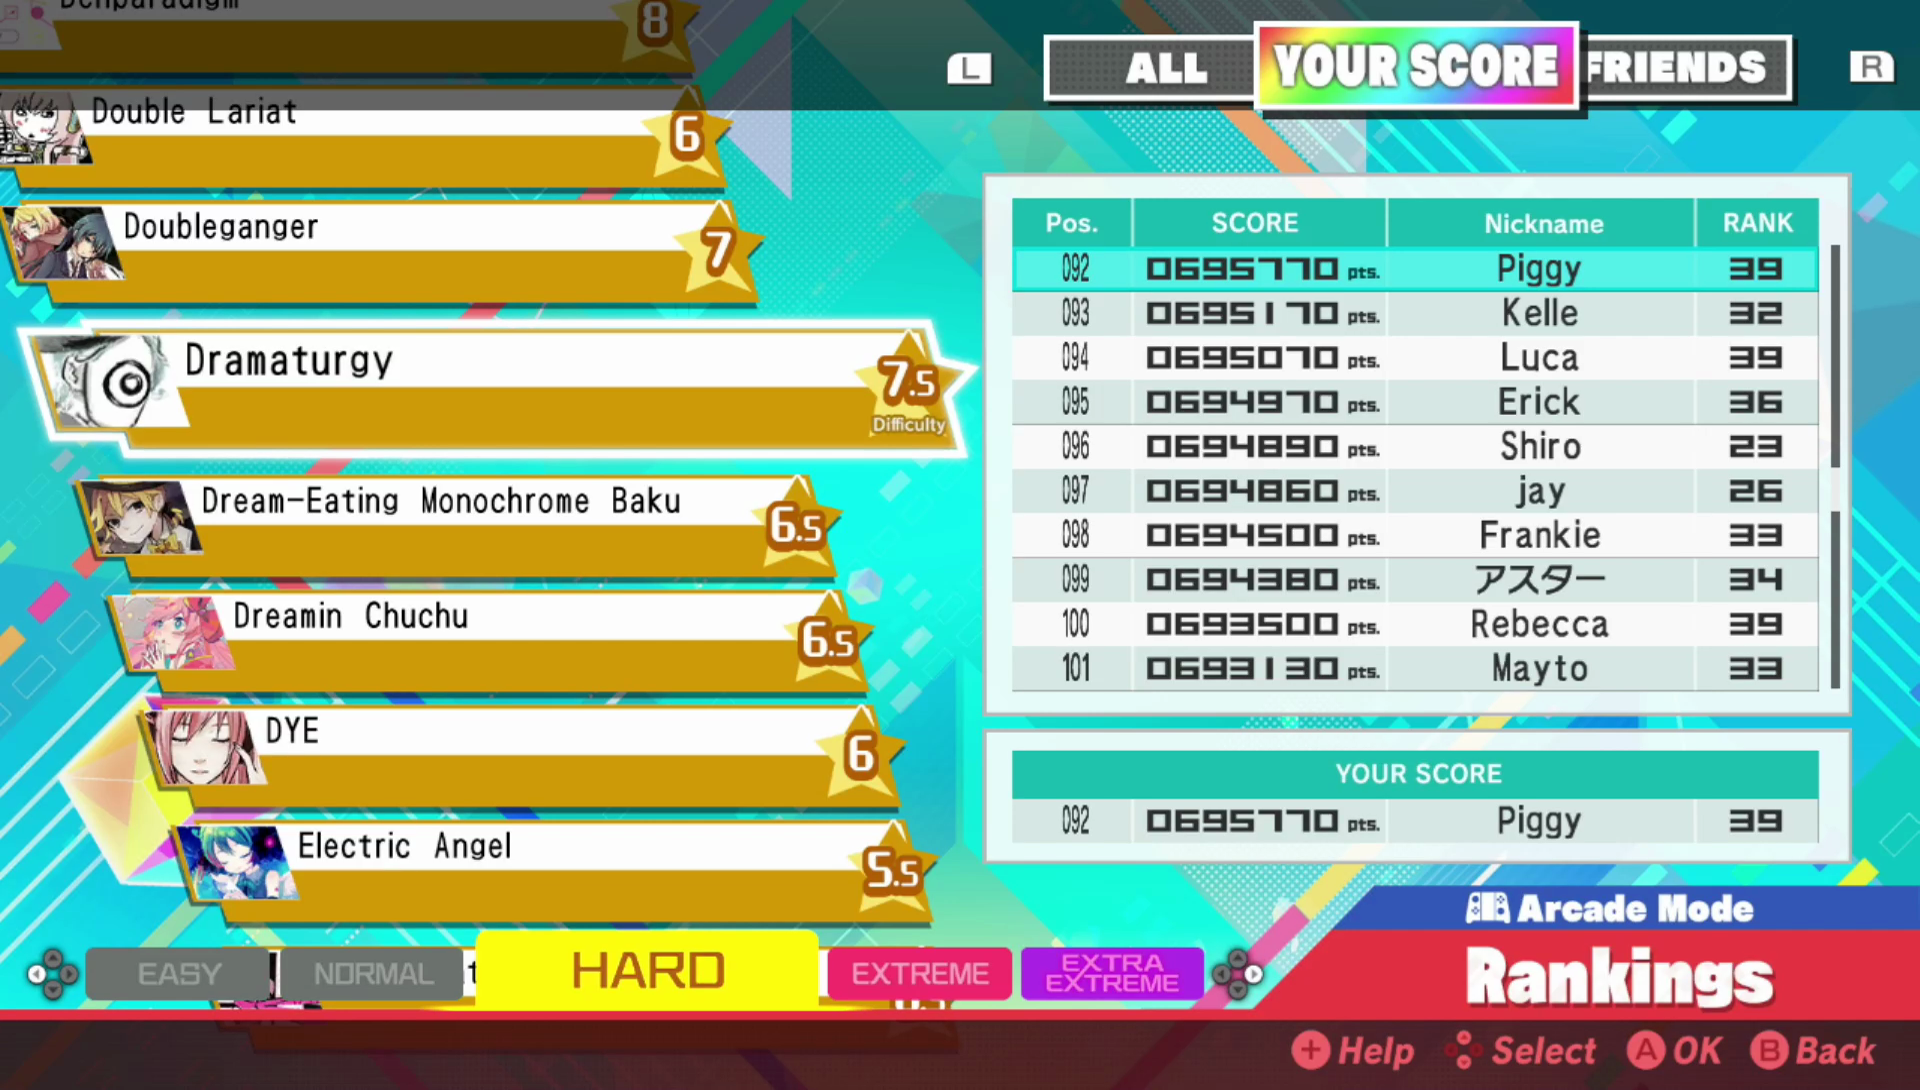 Denparadigm
8
L
ALL
YOUR SCORE
FRIENDS
R
Double Lariat
6
Doubleganger
7
Dramaturgy
7.5
Difficulty
Dream-Eating Monochrome Baku
6.5
Dreamin Chuchu
6.5
DYE
6
Electric Angel
5.5
Pos. SCORE Nickname RANK
092 0695770 pts. Piggy 39
093 0695170 pts. Kelle 32
094 0695070 pts. Luca 39
095 0694970 pts. Erick 36
096 0694890 pts. Shiro 23
097 0694860 pts. jay 26
098 0694500 pts. Frankie 33
099 0694380 pts. アスター 34
100 0693500 pts. Rebecca 39
101 0693130 pts. Mayto 33
YOUR SCORE
092 0695770 pts. Piggy 39
Arcade Mode
Rankings
EASY
NORMAL
HARD
EXTREME
EXTRA
EXTREME
+ Help
Select
A OK
B Back